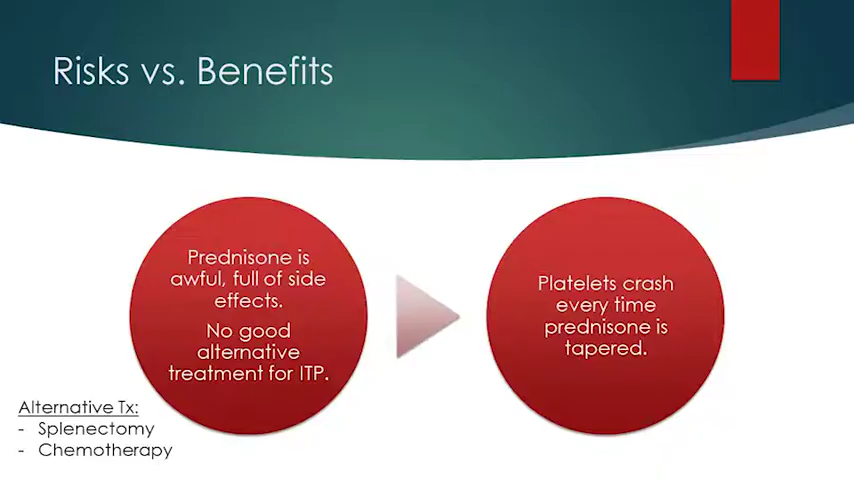 Risks vs. Benefits
Prednisone is
awful, full of side
effects.
No good
alternative
treatment for ITP.
Platelets crash
every time
prednisone is
tapered.
Alternative Tx:
- Splenectomy
- Chemotherapy